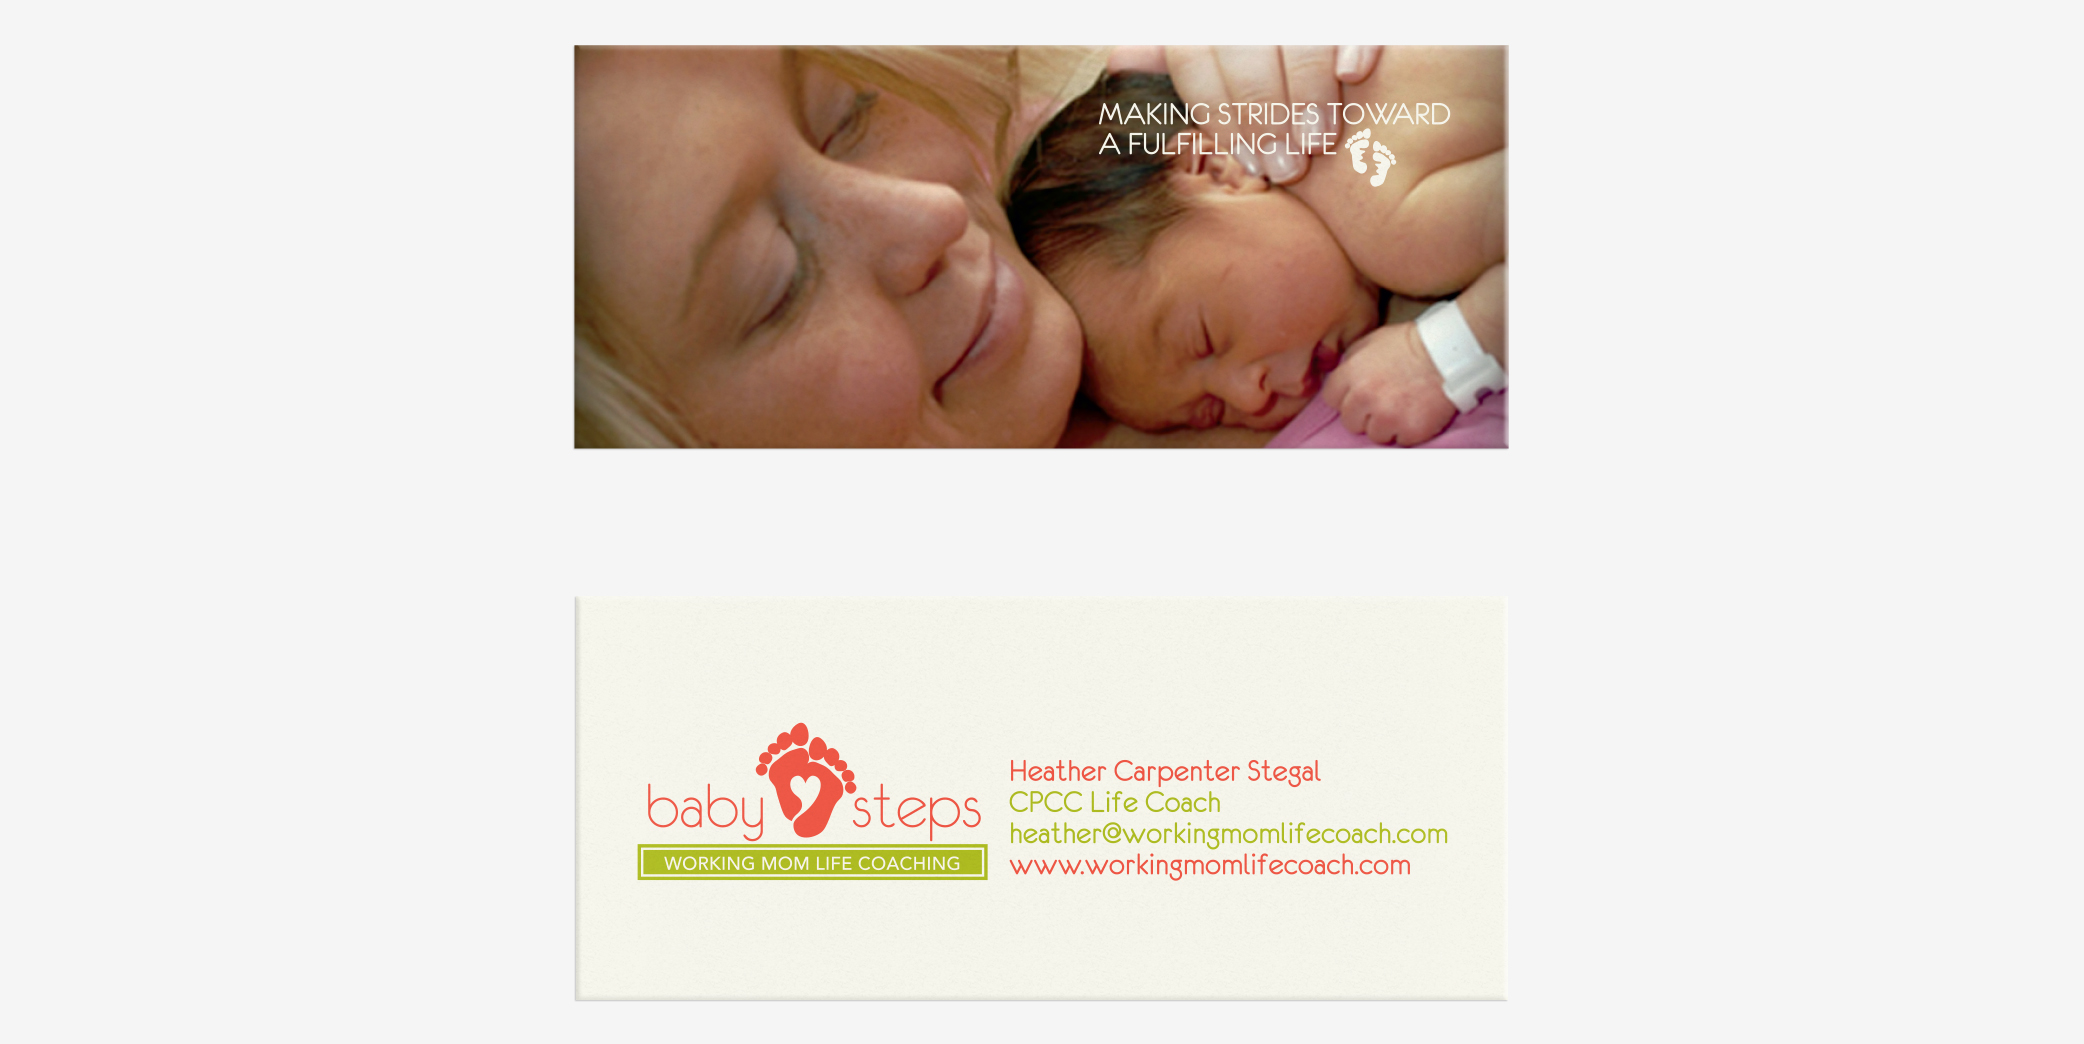 MAKING STRIDES TOWARD
A FULFILLING LIFE
baby steps
WORKING MOM LIFE COACHING
Heather Carpenter Stegal
CPCC Life Coach
heather@workingmomlifecoach.com
www.workingmomlifecoach.com